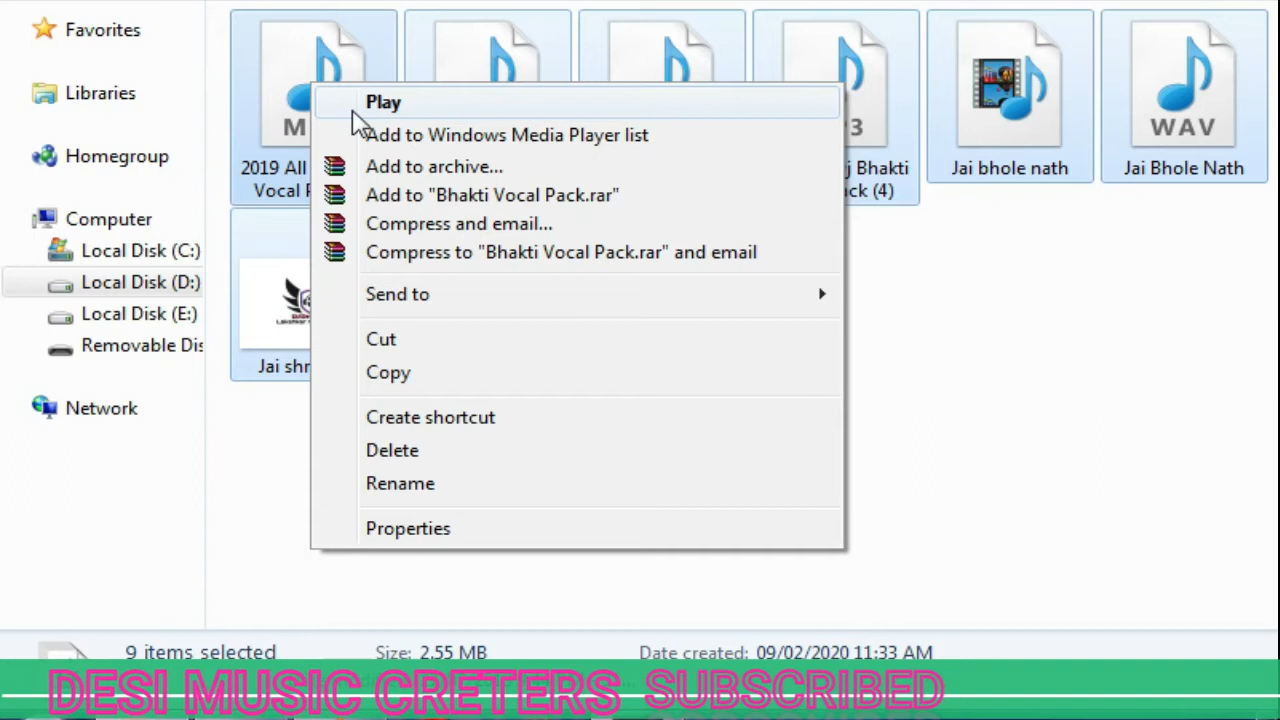 Favorites
Libraries
Homegroup
Computer
Local Disk (C:)
Local Disk (D:)
Local Disk (E:)
Removable Dis
Network
2019 All
Vocal P
j Bhakti
ck (4)
Jai bhole nath
WAV
Jai Bhole Nath
Jai shr
Play
Add to Windows Media Player list
Add to archive...
Add to "Bhakti Vocal Pack.rar"
Compress and email...
Compress to "Bhakti Vocal Pack.rar" and email
Send to
Cut
Copy
Create shortcut
Delete
Rename
Properties
9 items selected
Size: 2.55 MB
Date created: 09/02/2020 11:33 AM
DESI MUSIC CRETERS SUBSCRIBED